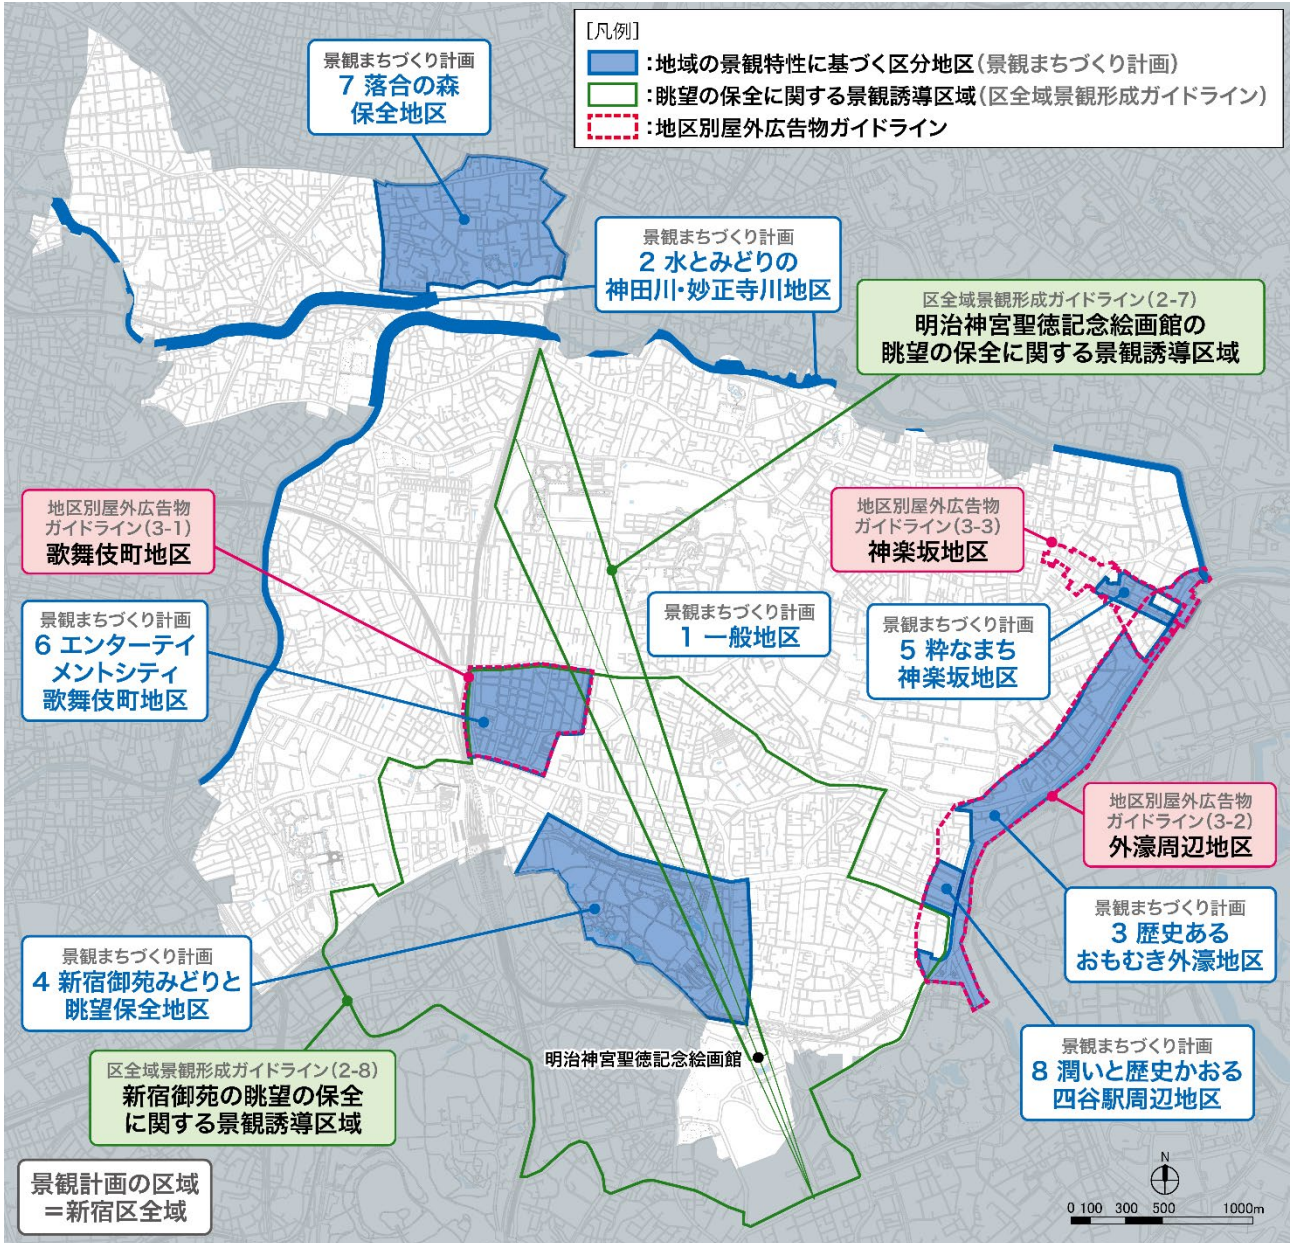 [凡例]
：地域の景観特性に基づく区分地区(景観まちづくり計画)
：眺望の保全に関する景観誘導区域(区全域景観形成ガイドライン)
：地区別屋外広告物ガイドライン
景観まちづくり計画
7 落合の森
保全地区
景観まちづくり計画
2 水とみどりの
神田川・妙正寺川地区
区全域景観形成ガイドライン(2-7)
明治神宮聖徳記念絵画館の
眺望の保全に関する景観誘導区域
地区別屋外広告物
ガイドライン(3-1)
歌舞伎町地区
地区別屋外広告物
ガイドライン(3-3)
神楽坂地区
景観まちづくり計画
6 エンターテイ
メントシティ
歌舞伎町地区
景観まちづくり計画
1 一般地区
景観まちづくり計画
5 粋なまち
神楽坂地区
地区別屋外広告物
ガイドライン(3-2)
外濠周辺地区
景観まちづくり計画
3 歴史ある
おもむき外濠地区
景観まちづくり計画
4 新宿御苑みどりと
眺望保全地区
景観まちづくり計画
8 潤いと歴史かおる
四谷駅周辺地区
明治神宮聖徳記念絵画館
区全域景観形成ガイドライン(2-8)
新宿御苑の眺望の保全
に関する景観誘導区域
景観計画の区域
＝新宿区全域
N
0 100 300 500 1000m